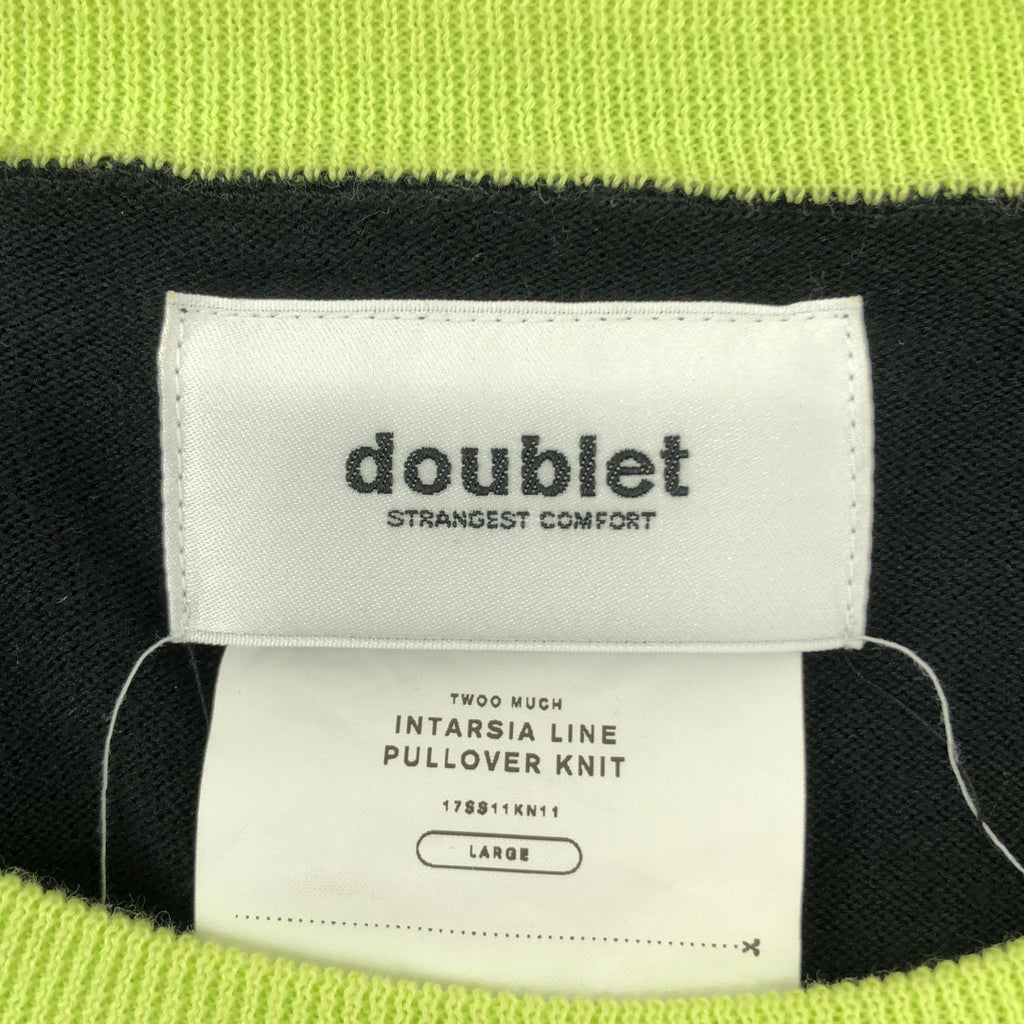 doublet
STRANGEST COMFORT
TWOO MUCH
INTARSIA LINE
PULLOVER KNIT
17SS11KN11
LARGE